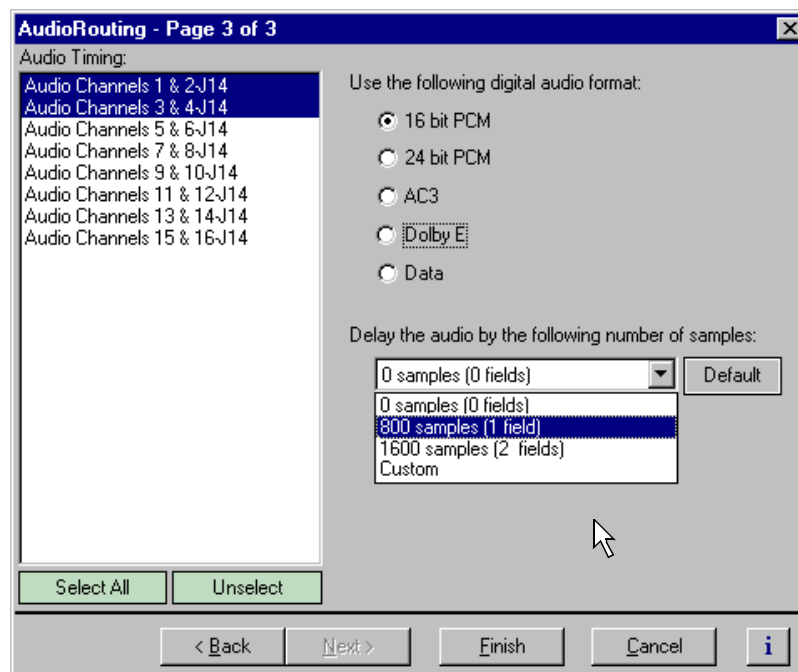 AudioRouting - Page 3 of 3
Audio Timing:
Audio Channels 1 & 2-J14
Audio Channels 3 & 4-J14
Audio Channels 5 & 6-J14
Audio Channels 7 & 8-J14
Audio Channels 9 & 10-J14
Audio Channels 11 & 12-J14
Audio Channels 13 & 14-J14
Audio Channels 15 & 16-J14
Select All
Unselect
Use the following digital audio format:
16 bit PCM
24 bit PCM
AC3
Dolby E
Data
Delay the audio by the following number of samples:
0 samples (0 fields)
Default
0 samples (0 fields)
800 samples (1 field)
1600 samples (2  fields)
Custom
< Back
Next >
Finish
Cancel
i